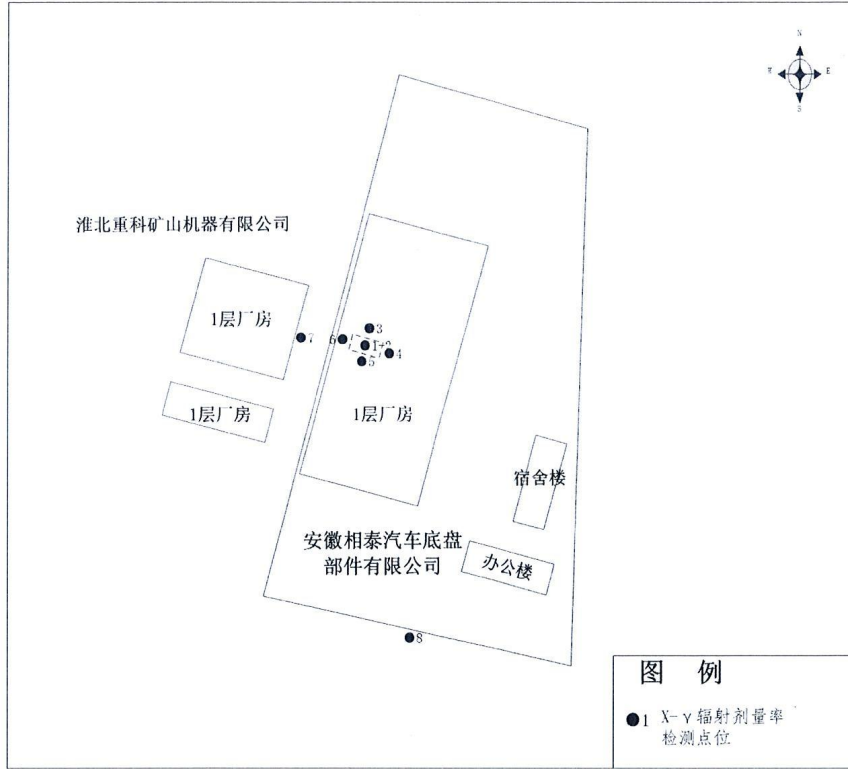 N
W
E
S
淮北重科矿山机器有限公司
1层厂房
3
7
6
1+2
4
5
1层厂房
1层厂房
宿舍楼
安徽相泰汽车底盘
部件有限公司
办公楼
8
图 例
1 X-γ辐射剂量率
检测点位